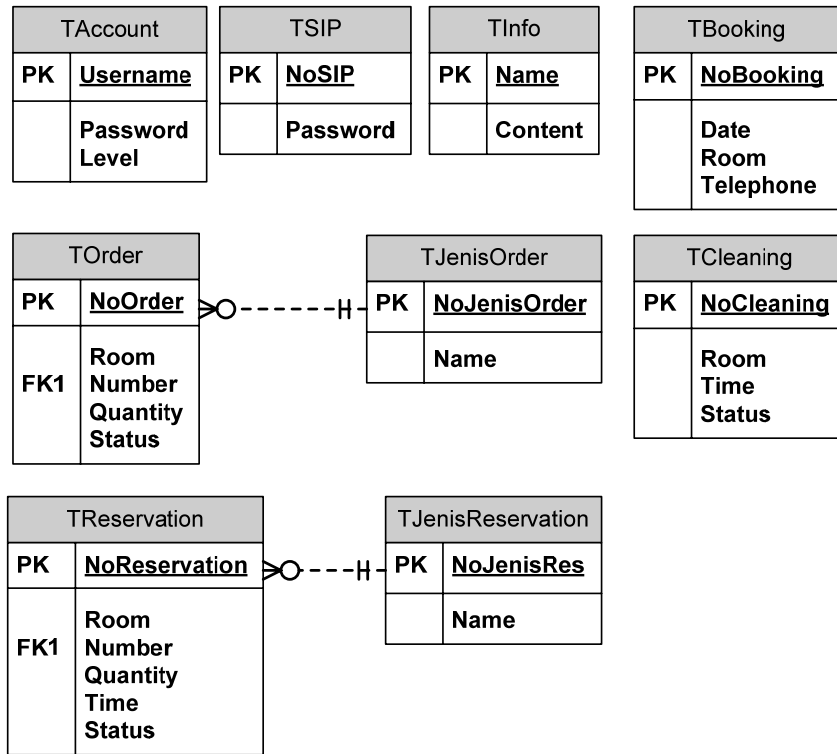 TAccount
PK Username
Password
Level
TSIP
PK NoSIP
Password
TInfo
PK Name
Content
TBooking
PK NoBooking
Date
Room
Telephone
TOrder
PK NoOrder
Room
FK1 Number
Quantity
Status
TJenisOrder
PK NoJenisOrder
Name
TCleaning
PK NoCleaning
Room
Time
Status
TReservation
PK NoReservation
Room
FK1 Number
Quantity
Time
Status
TJenisReservation
PK NoJenisRes
Name